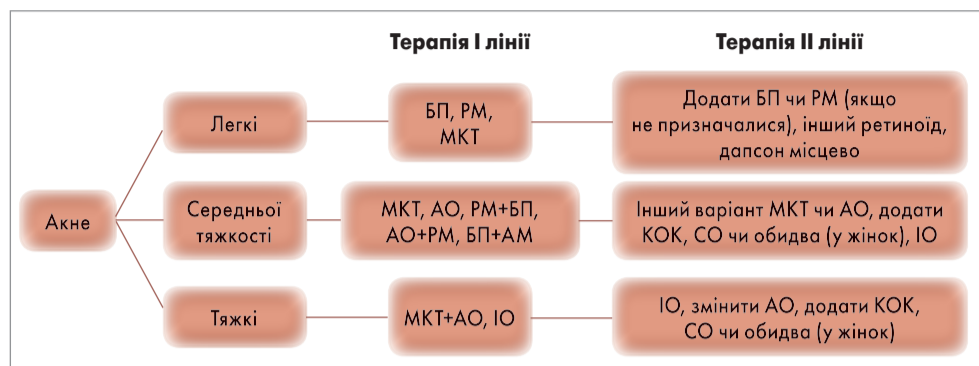 Терапія І лінії
Терапія ІІ лінії
Акне
Легкі
БП, РМ,
МКТ
Додати БП чи РМ (якщо
не призначалися), інший ретиноїд,
дапсон місцево
Середньої
тяжкості
МКТ, АО, РМ+БП,
АО+РМ, БП+АМ
Інший варіант МКТ чи АО, додати
КОК, СО чи обидва (у жінок), ІО
Тяжкі
МКТ+АО, ІО
ІО, змінити АО, додати КОК,
СО чи обидва (у жінок)